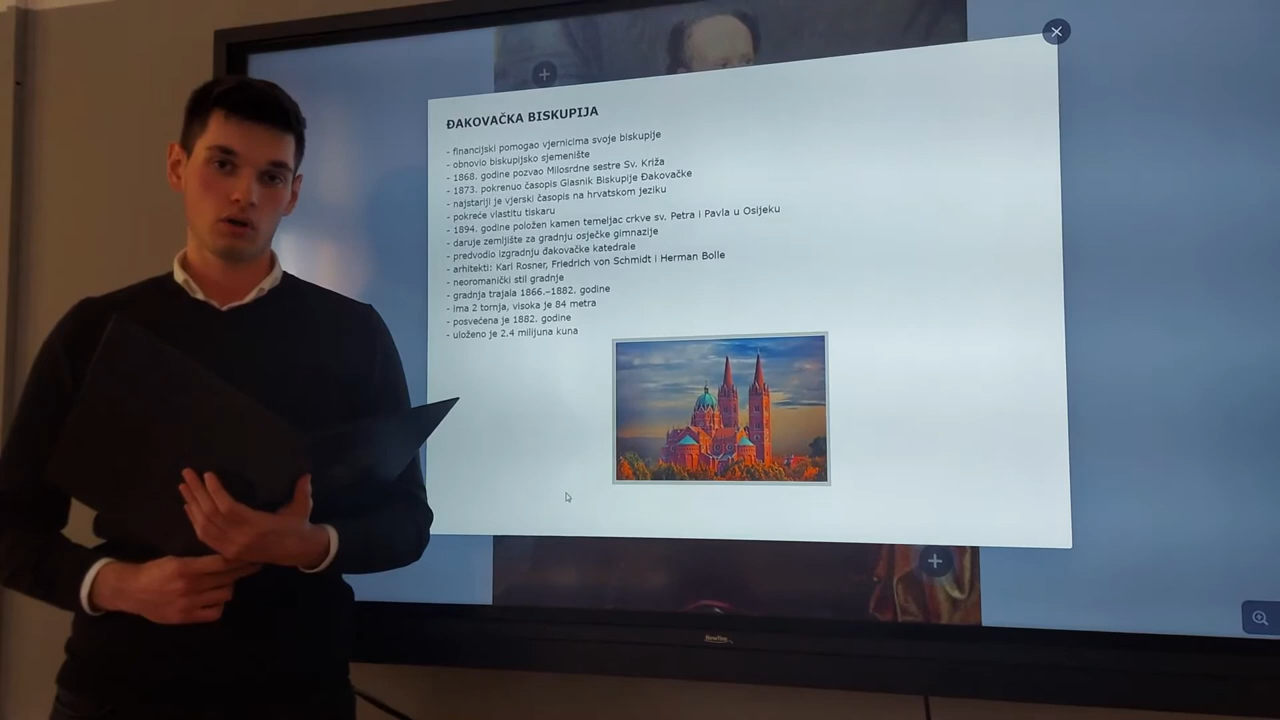 ĐAKOVAČKA BISKUPIJA
- financijski pomogao vjernicima svoje biskupije
- obnovio biskupijsko sjemenište
- 1868. godine pozvao Milosrdne sestre Sv. Križa
- 1873. pokrenuo časopis Glasnik Biskupije Đakovačke
- najstariji je vjerski časopis na hrvatskom jeziku
- pokreće vlastitu tiskaru
- 1894. godine položen kamen temeljac crkve sv. Petra i Pavla u Osijeku
- daruje zemljište za gradnju osječke gimnazije
- predvodio izgradnju đakovačke katedrale
- arhitekti: Karl Rosner, Friedrich von Schmidt i Herman Bolle
- neoromanički stil gradnje
- gradnja trajala 1866.–1882. godine
- ima 2 tornja, visoka je 84 metra
- posvećena je 1882. godine
- uloženo je 2.4 milijuna kuna